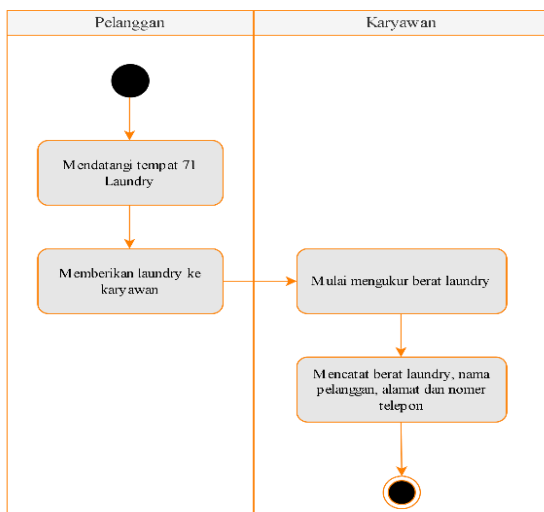 Pelanggan
Karyawan
Mendatangi tempat 71
Laundry
Memberikan laundry ke
karyawan
Mulai mengukur berat laundry
Mencatat berat laundry, nama
pelanggan, alamat dan nomer
telepon